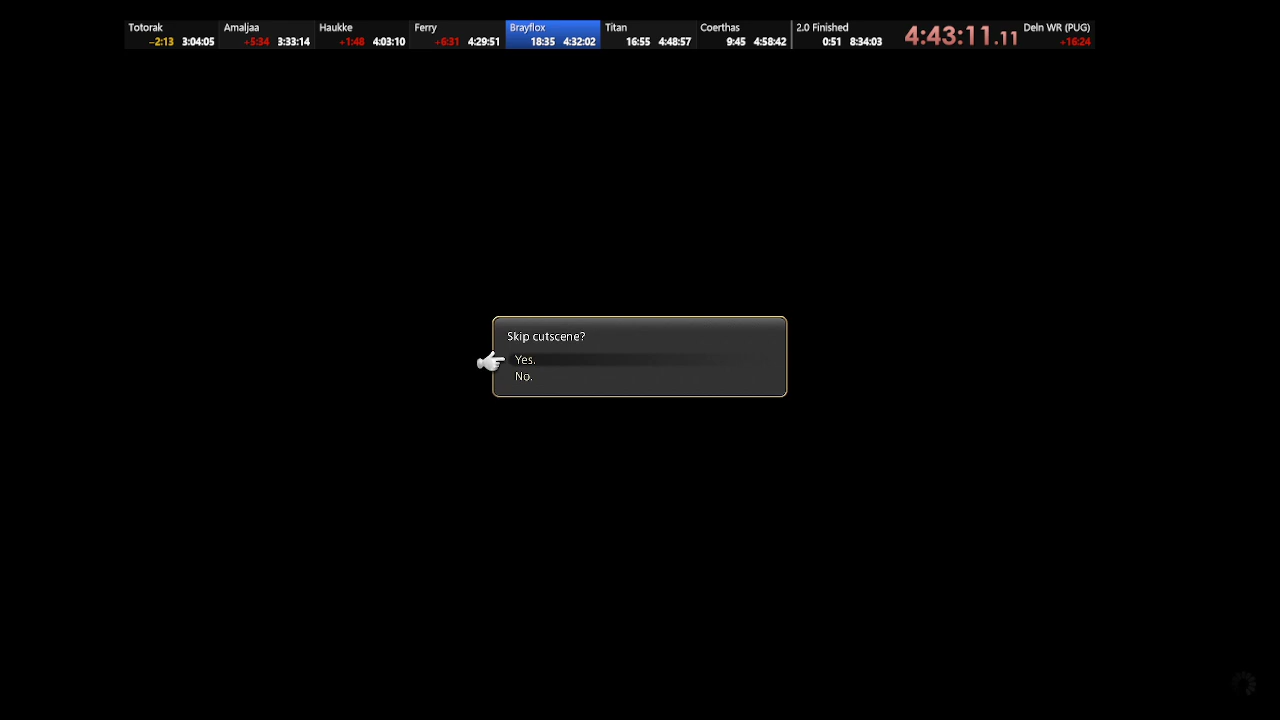 Totorak Amaljaa Haukke Ferry Brayflox Titan Coerthas 2.0 Finished 4:43:11.11 Deln WR (PUG)
−2:13 3:04:05 +5:34 3:33:14 +1:48 4:03:10 +6:31 4:29:51 18:35 4:32:02 16:55 4:48:57 9:45 4:58:42 0:51 8:34:03 +16:24
Skip cutscene?
Yes.
No.